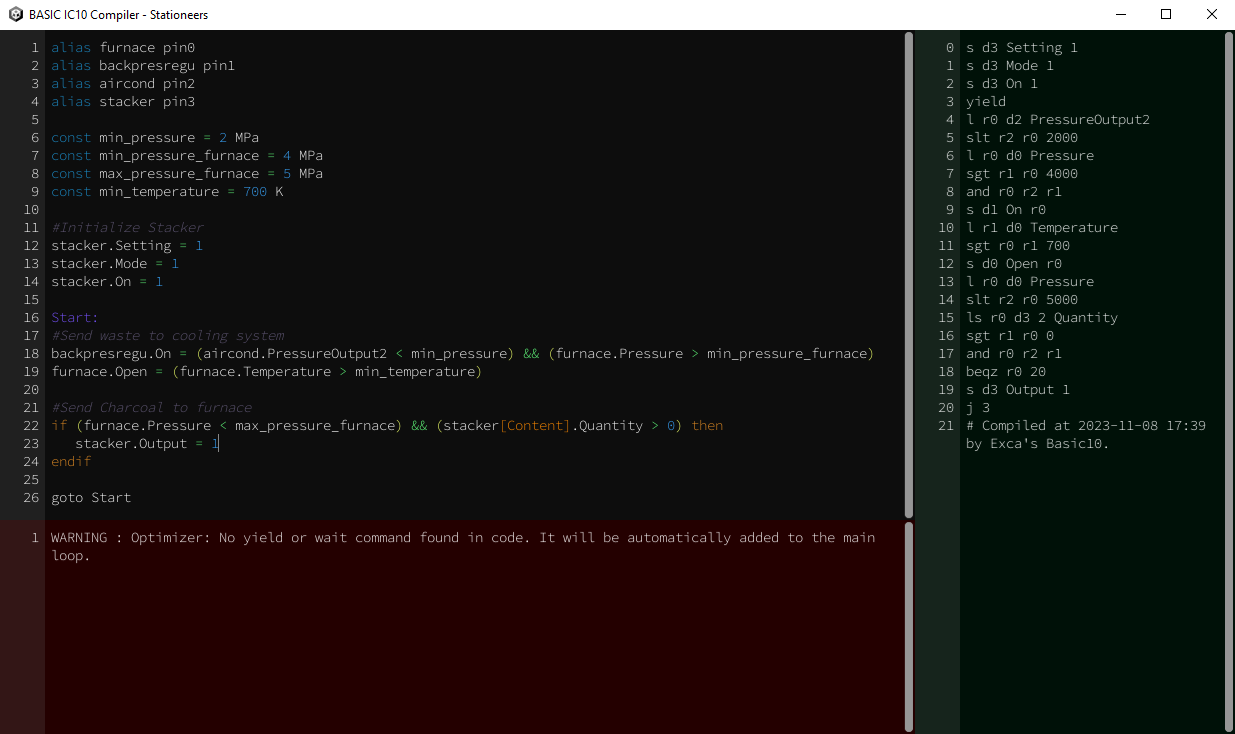 BASIC IC10 Compiler - Stationeers
1 alias furnace pin0
2 alias backpresregu pin1
3 alias aircond pin2
4 alias stacker pin3
5
6 const min_pressure = 2 MPa
7 const min_pressure_furnace = 4 MPa
8 const max_pressure_furnace = 5 MPa
9 const min_temperature = 700 K
10
11 #Initialize Stacker
12 stacker.Setting = 1
13 stacker.Mode = 1
14 stacker.On = 1
15
16 Start:
17 #Send waste to cooling system
18 backpresregu.On = (aircond.PressureOutput2 < min_pressure) && (furnace.Pressure > min_pressure_furnace)
19 furnace.Open = (furnace.Temperature > min_temperature)
20
21 #Send Charcoal to furnace
22 if (furnace.Pressure < max_pressure_furnace) && (stacker[Content].Quantity > 0) then
23 stacker.Output = 1
24 endif
25
26 goto Start
1 WARNING : Optimizer: No yield or wait command found in code. It will be automatically added to the main
loop.
0 s d3 Setting 1
1 s d3 Mode 1
2 s d3 On 1
3 yield
4 l r0 d2 PressureOutput2
5 slt r2 r0 2000
6 l r0 d0 Pressure
7 sgt r1 r0 4000
8 and r0 r2 r1
9 s d1 On r0
10 l r1 d0 Temperature
11 sgt r0 r1 700
12 s d0 Open r0
13 l r0 d0 Pressure
14 slt r2 r0 5000
15 ls r0 d3 2 Quantity
16 sgt r1 r0 0
17 and r0 r2 r1
18 beqz r0 20
19 s d3 Output 1
20 j 3
21 # Compiled at 2023-11-08 17:39
by Exca's Basic10.